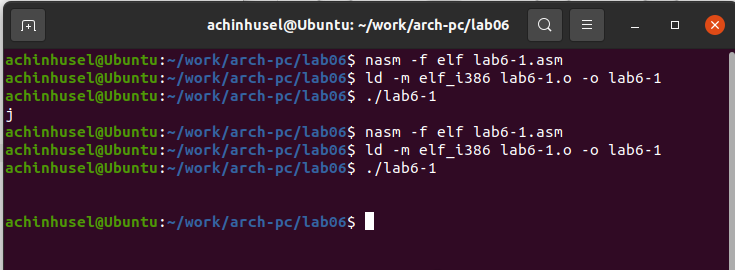 achinhusel@Ubuntu: ~/work/arch-pc/lab06
achinhusel@Ubuntu:~/work/arch-pc/lab06$ nasm -f elf lab6-1.asm
achinhusel@Ubuntu:~/work/arch-pc/lab06$ ld -m elf_i386 lab6-1.o -o lab6-1
achinhusel@Ubuntu:~/work/arch-pc/lab06$ ./lab6-1
j
achinhusel@Ubuntu:~/work/arch-pc/lab06$ nasm -f elf lab6-1.asm
achinhusel@Ubuntu:~/work/arch-pc/lab06$ ld -m elf_i386 lab6-1.o -o lab6-1
achinhusel@Ubuntu:~/work/arch-pc/lab06$ ./lab6-1
achinhusel@Ubuntu:~/work/arch-pc/lab06$